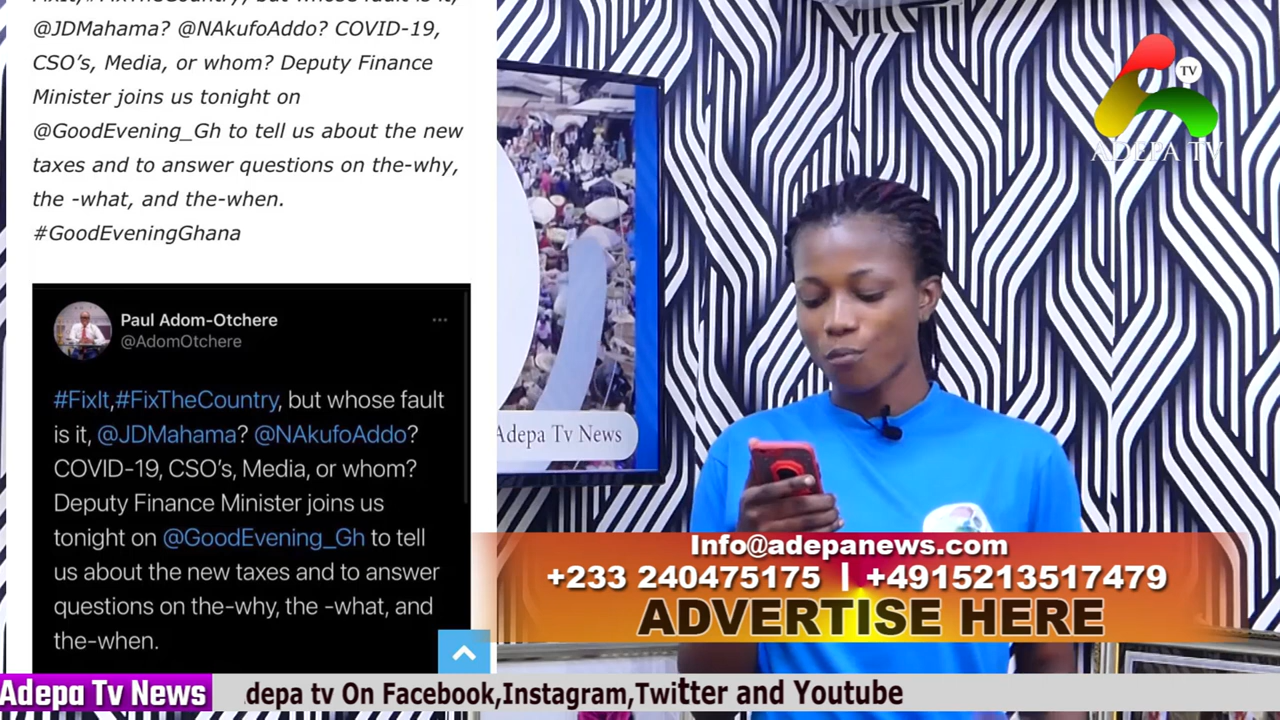 FixIt,#FixTheCountry, but whose fault is it,
@JDMahama? @NAkufoAddo? COVID-19,
CSO’s, Media, or whom? Deputy Finance
Minister joins us tonight on
@GoodEvening_Gh to tell us about the new
taxes and to answer questions on the-why,
the -what, and the-when.
#GoodEveningGhana
Paul Adom-Otchere
@AdomOtchere
#FixIt,#FixTheCountry, but whose fault
is it, @JDMahama? @NAkufoAddo?
COVID-19, CSO's, Media, or whom?
Deputy Finance Minister joins us
tonight on @GoodEvening_Gh to tell
us about the new taxes and to answer
questions on the-why, the -what, and
the-when.
TV
ADEPA TV
Adepa Tv News
Info@adepanews.com
+233 240475175 | +4915213517479
ADVERTISE HERE
Adepa Tv News
depa tv On Facebook,Instagram,Twitter and Youtube